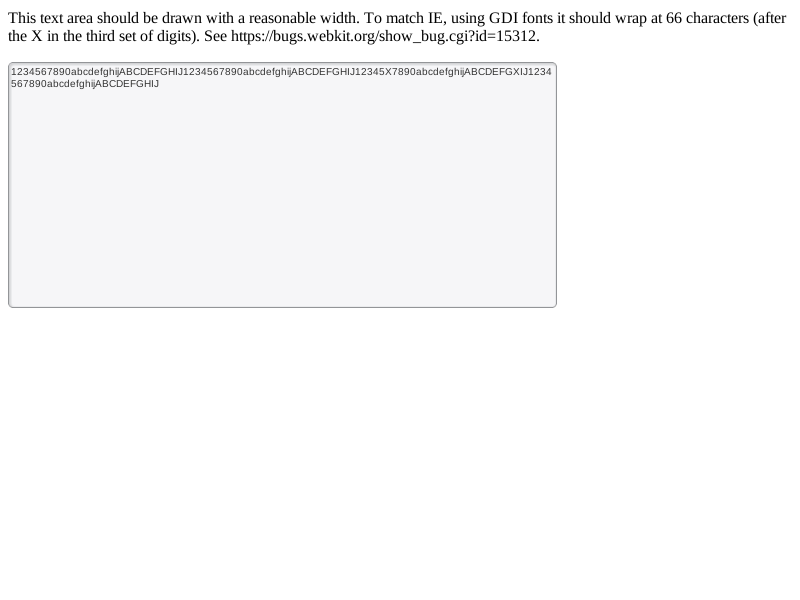 This text area should be drawn with a reasonable width. To match IE, using GDI fonts it should wrap at 66 characters (after
the X in the third set of digits). See https://bugs.webkit.org/show_bug.cgi?id=15312.
1234567890abcdefghijABCDEFGHIJ1234567890abcdefghijABCDEFGHIJ12345X7890abcdefghijABCDEFGXIJ1234
567890abcdefghijABCDEFGHIJ